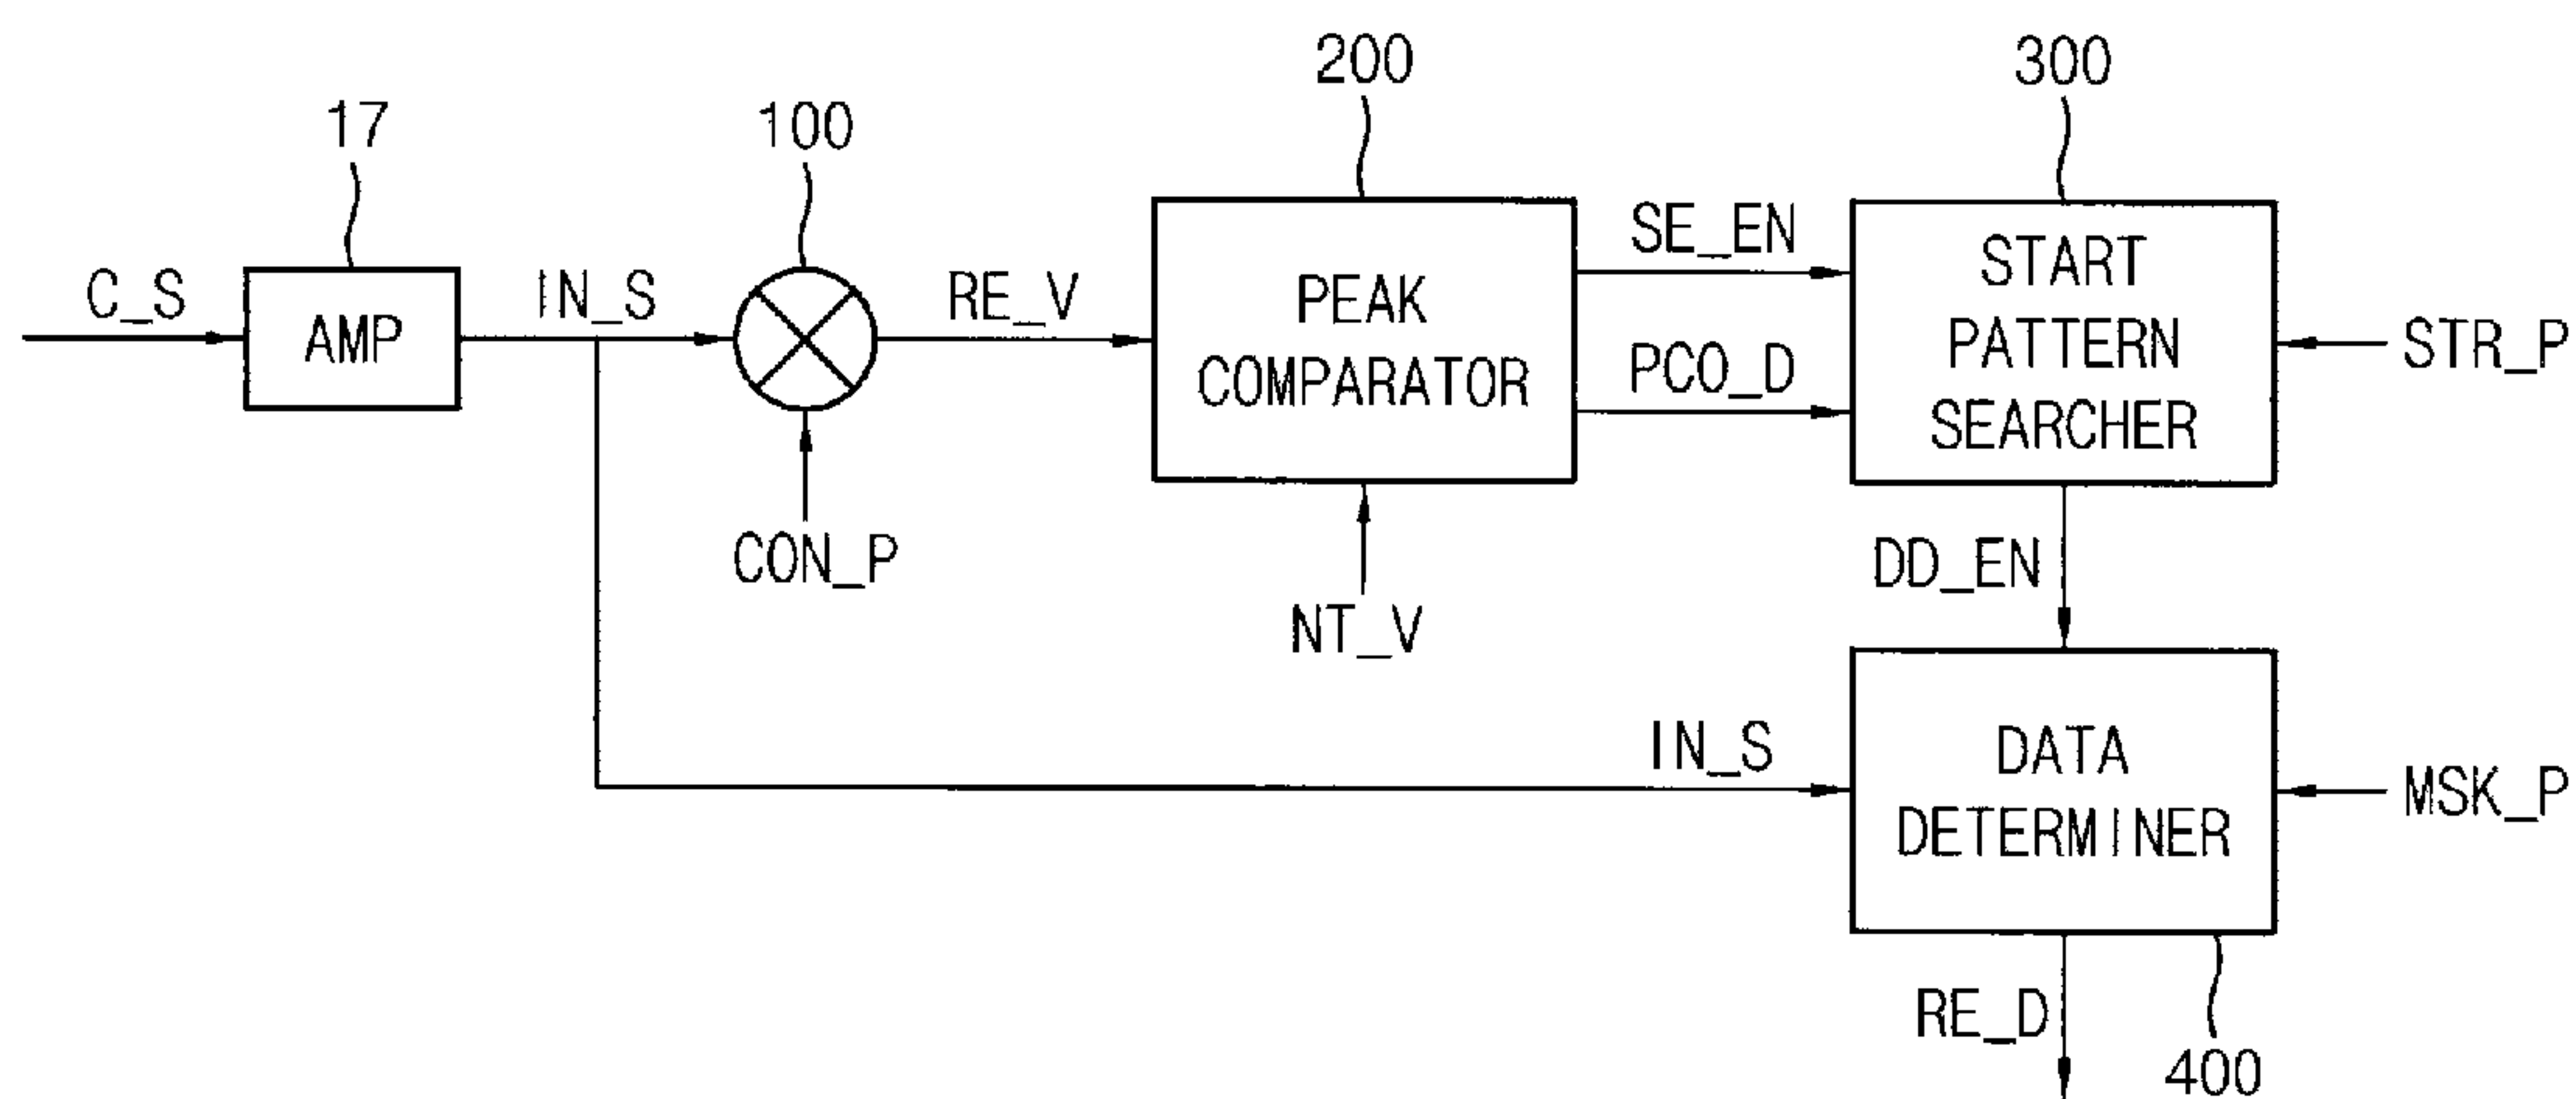 200
300
17
100
C_S
AMP
IN_S
RE_V
PEAK
COMPARATOR
SE_EN
PCO_D
START
PATTERN
SEARCHER
STR_P
CON_P
NT_V
DD_EN
IN_S
DATA
DETERMINER
MSK_P
RE_D
400